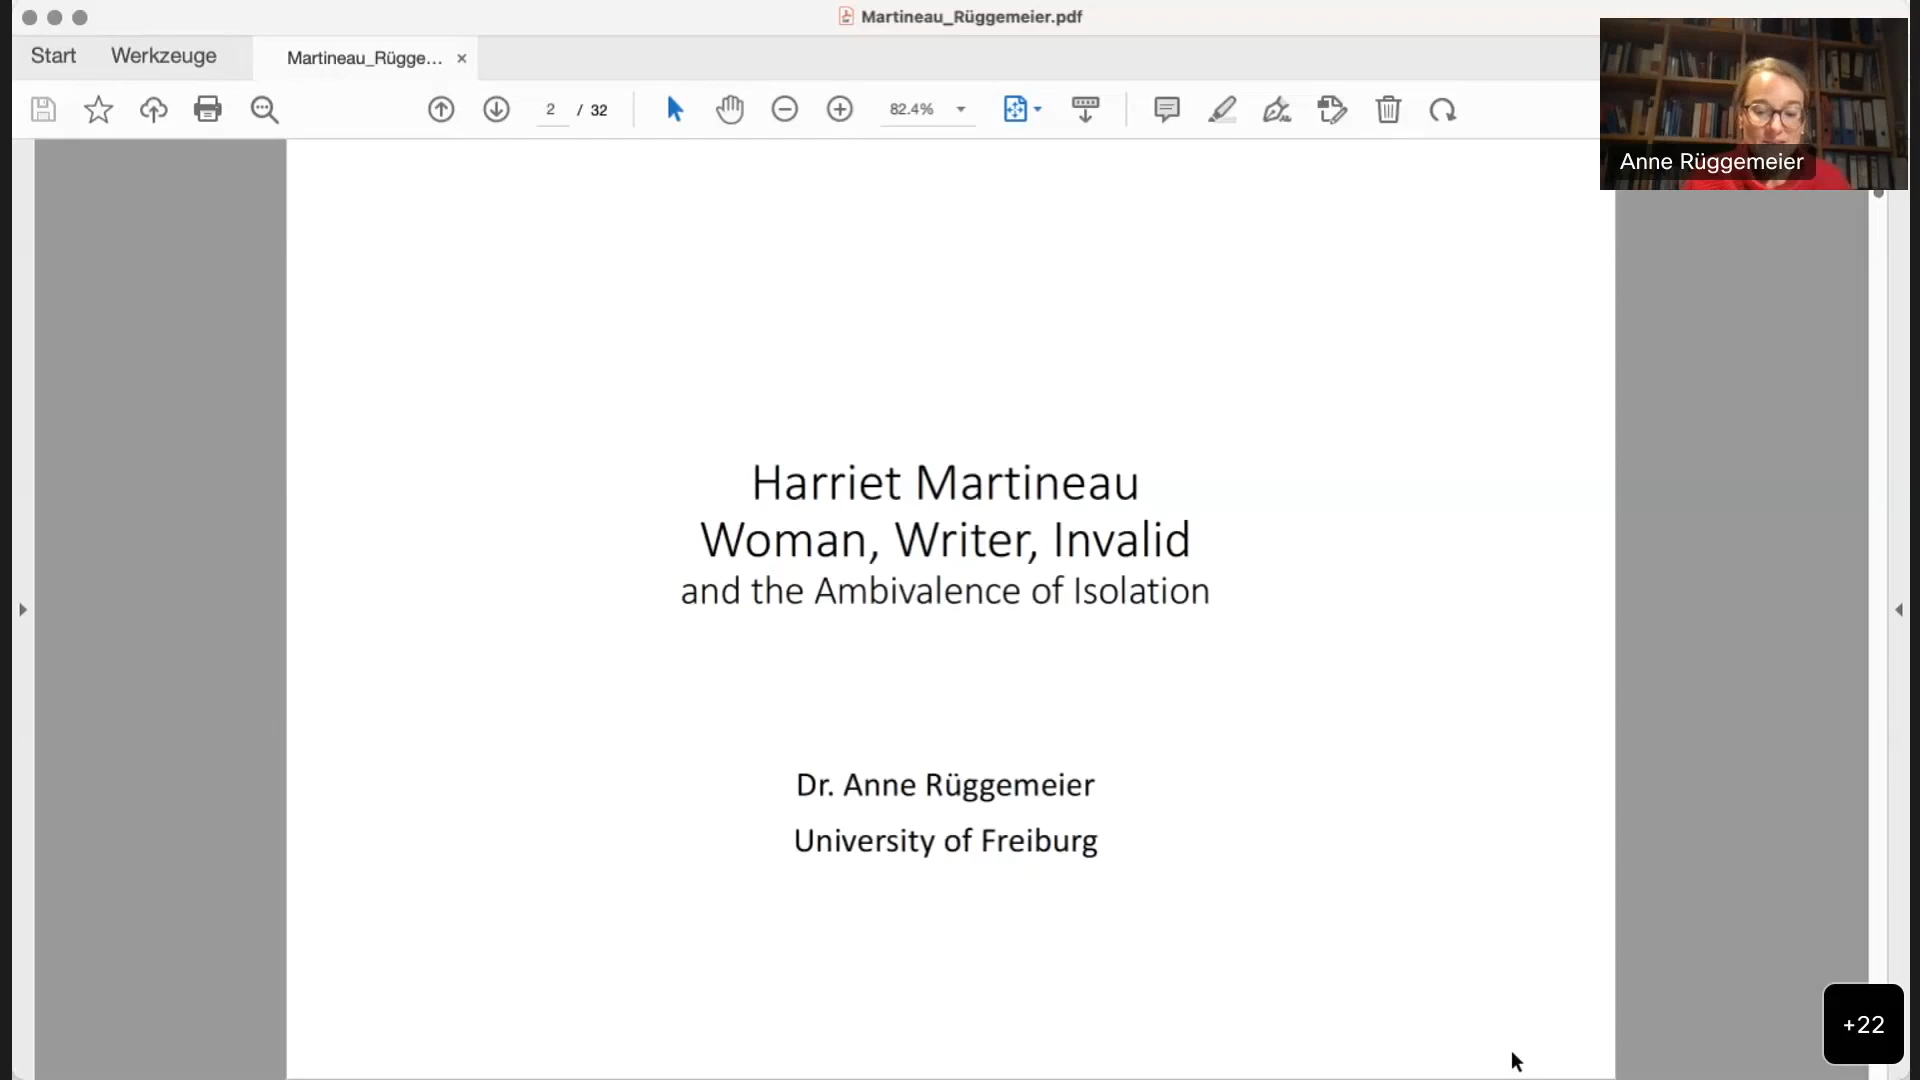 Martineau_Rüggemeier.pdf
Start Werkzeuge Martineau_Rügge... ×
2 / 32 82.4%
Anne Rüggemeier
Harriet Martineau
Woman, Writer, Invalid
and the Ambivalence of Isolation
Dr. Anne Rüggemeier
University of Freiburg
+22